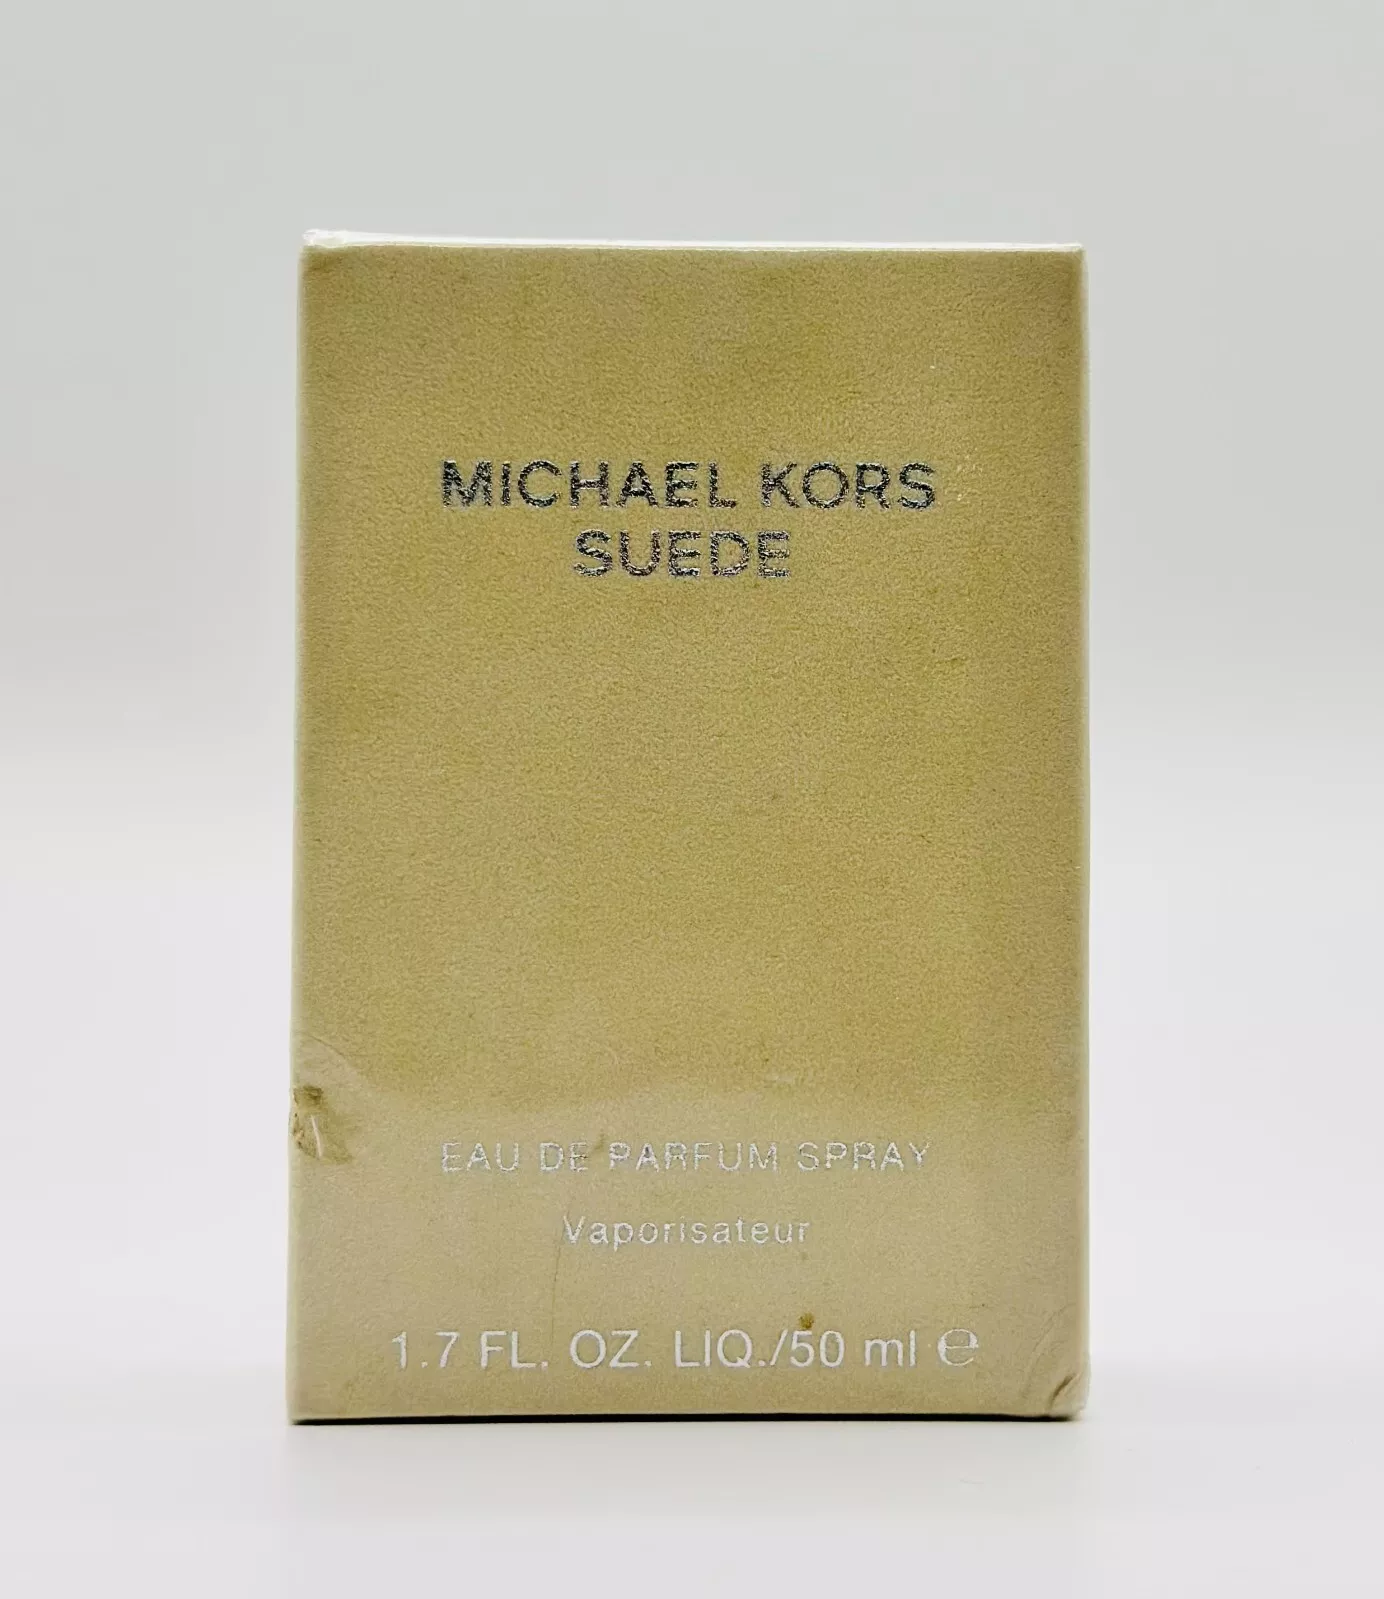 MICHAEL KORS
SUEDE
EAU DE PARFUM SPRAY
Vaporisateur
1.7 FL. OZ. LIQ./50 ml ℮